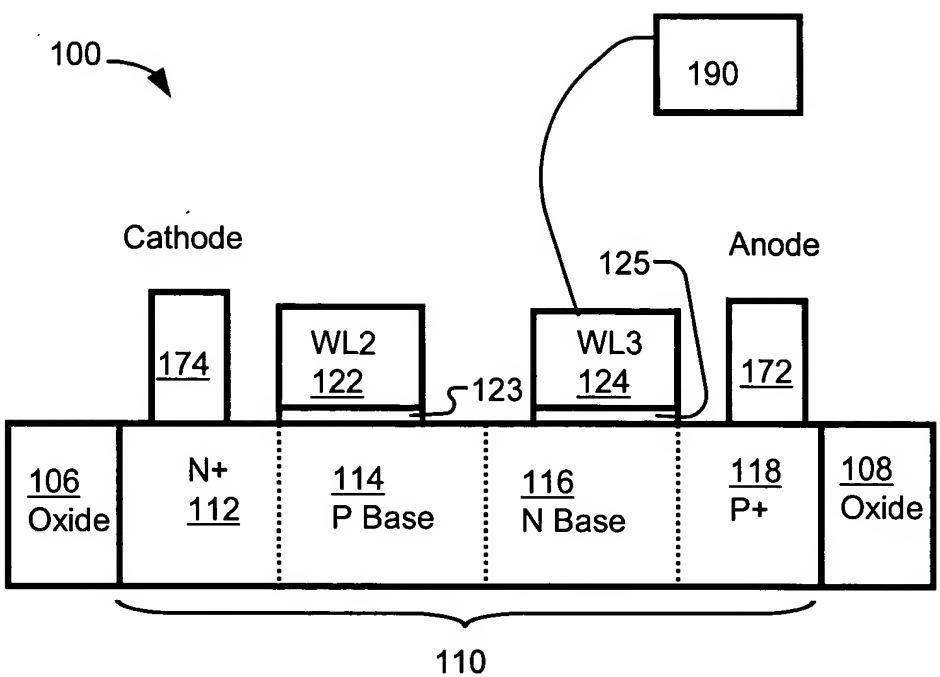 100
190
Cathode
Anode
125
174
WL2
122
123
WL3
124
172
106
Oxide
N+
112
114
P Base
116
N Base
118
P+
108
Oxide
110